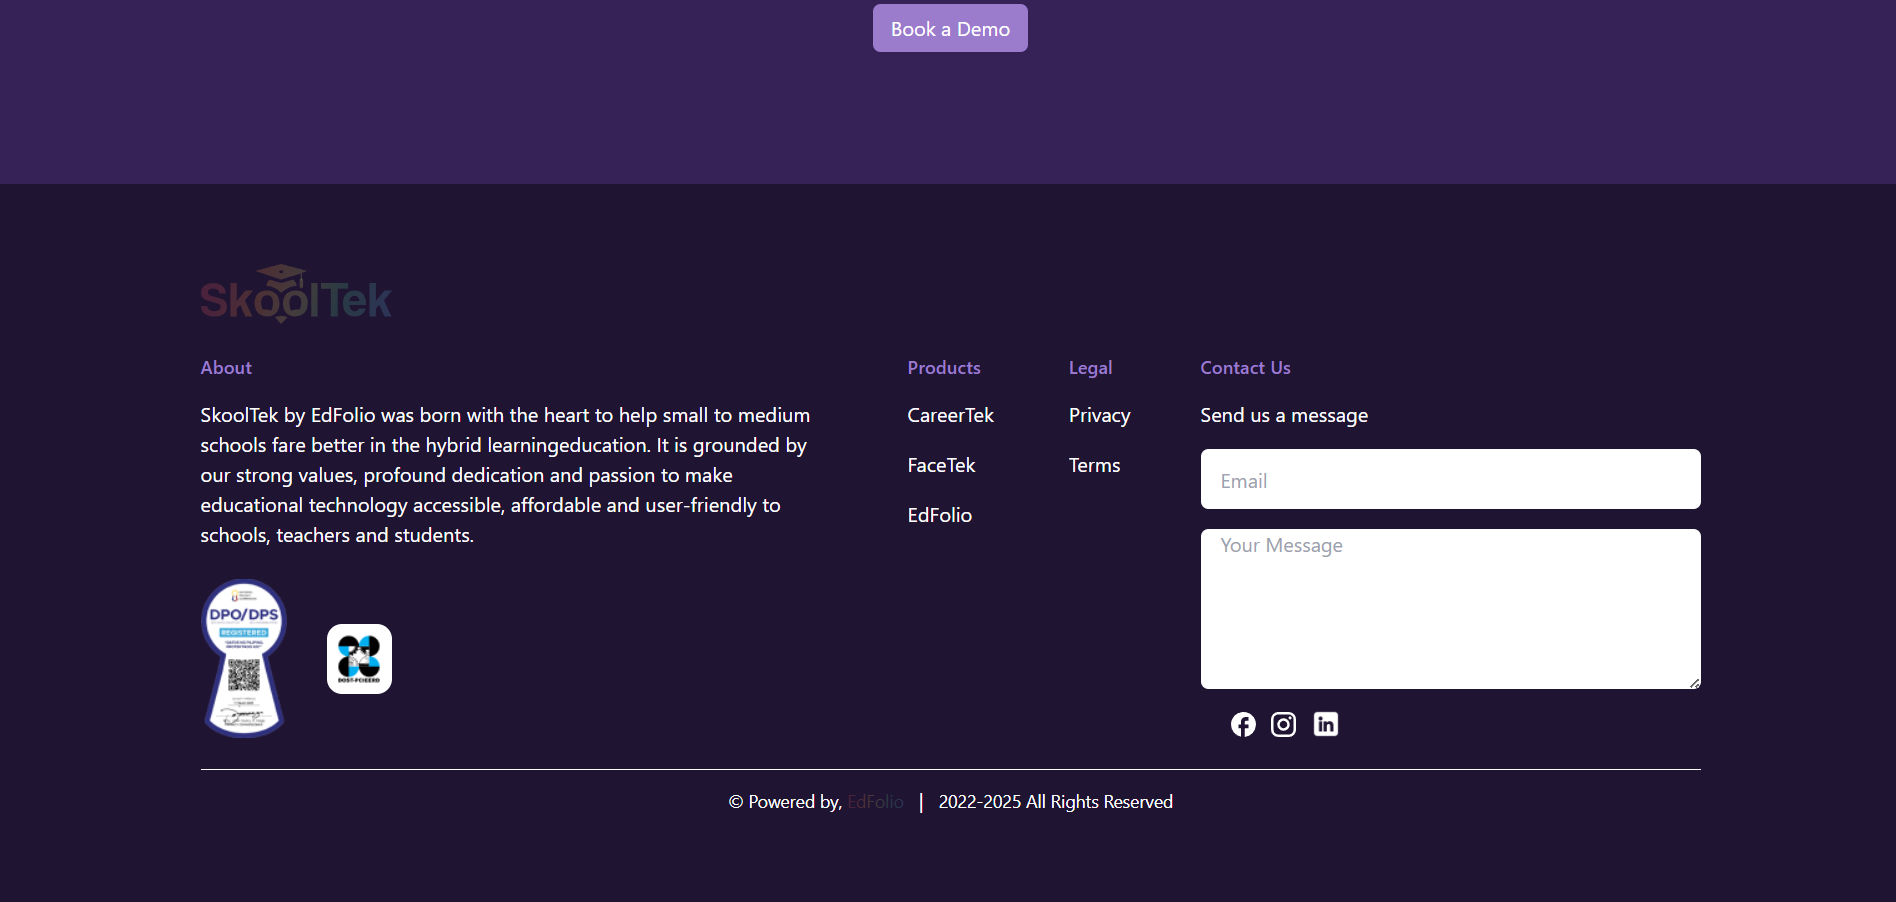 Book a Demo
SkoolTek
About
SkoolTek by EdFolio was born with the heart to help small to medium
schools fare better in the hybrid learningeducation. It is grounded by
our strong values, profound dedication and passion to make
educational technology accessible, affordable and user-friendly to
schools, teachers and students.
DPO/DPS
REGISTERED
DOST-PCIEERD
Products
CareerTek
FaceTek
EdFolio
Legal
Privacy
Terms
Contact Us
Send us a message
Email
Your Message
© Powered by, EdFolio | 2022-2025 All Rights Reserved